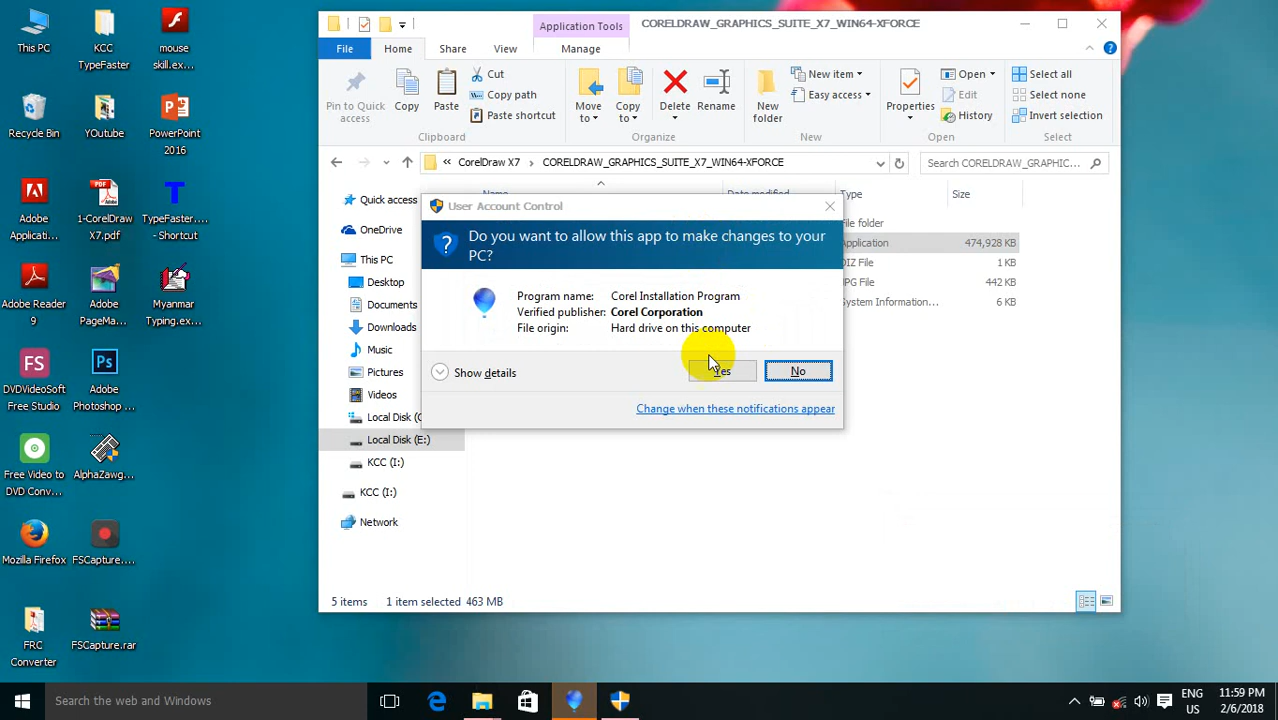 This PC
KCC
TypeFaster
mouse
skill.ex...
Recycle Bin
YOutube
PowerPoint
2016
Adobe
Applicati...
1-CorelDraw
X7.pdf
TypeFaster....
- Shortcut
Adobe Reader
9
Adobe
PageMa...
Myanmar
Typing.ex...
DVDVideoSoft
Free Studio
Adobe
Photoshop ...
Free Video to
DVD Conv...
AlphaZawg...
Mozilla Firefox
FSCapture....
FRC
Converter
FSCapture.rar
Application Tools
CORELDRAW_GRAPHICS_SUITE_X7_WIN64-XFORCE
File
Home
Share
View
Manage
Pin to Quick
access
Copy
Paste
Cut
Copy path
Paste shortcut
Clipboard
Move
to
Copy
to
Delete
Rename
Organize
New
folder
New item
Easy access
New
Properties
Open
Edit
History
Open
Select all
Select none
Invert selection
Select
« CorelDraw X7 › CORELDRAW_GRAPHICS_SUITE_X7_WIN64-XFORCE
Search CORELDRAW_GRAPHIC...
Name
Date modified
Type
Size
File folder
Application 474,928 KB
DIZ File 1 KB
JPG File 442 KB
System Informatio... 6 KB
Quick access
OneDrive
This PC
Desktop
Documents
Downloads
Music
Pictures
Videos
Local Disk (C
Local Disk (E:)
KCC (I:)
KCC (I:)
Network
User Account Control
Do you want to allow this app to make changes to your
PC?
Program name: Corel Installation Program
Verified publisher: Corel Corporation
File origin: Hard drive on this computer
Show details
Yes
No
Change when these notifications appear
5 items 1 item selected 463 MB
Search the web and Windows
ENG
US
11:59 PM
2/6/2018